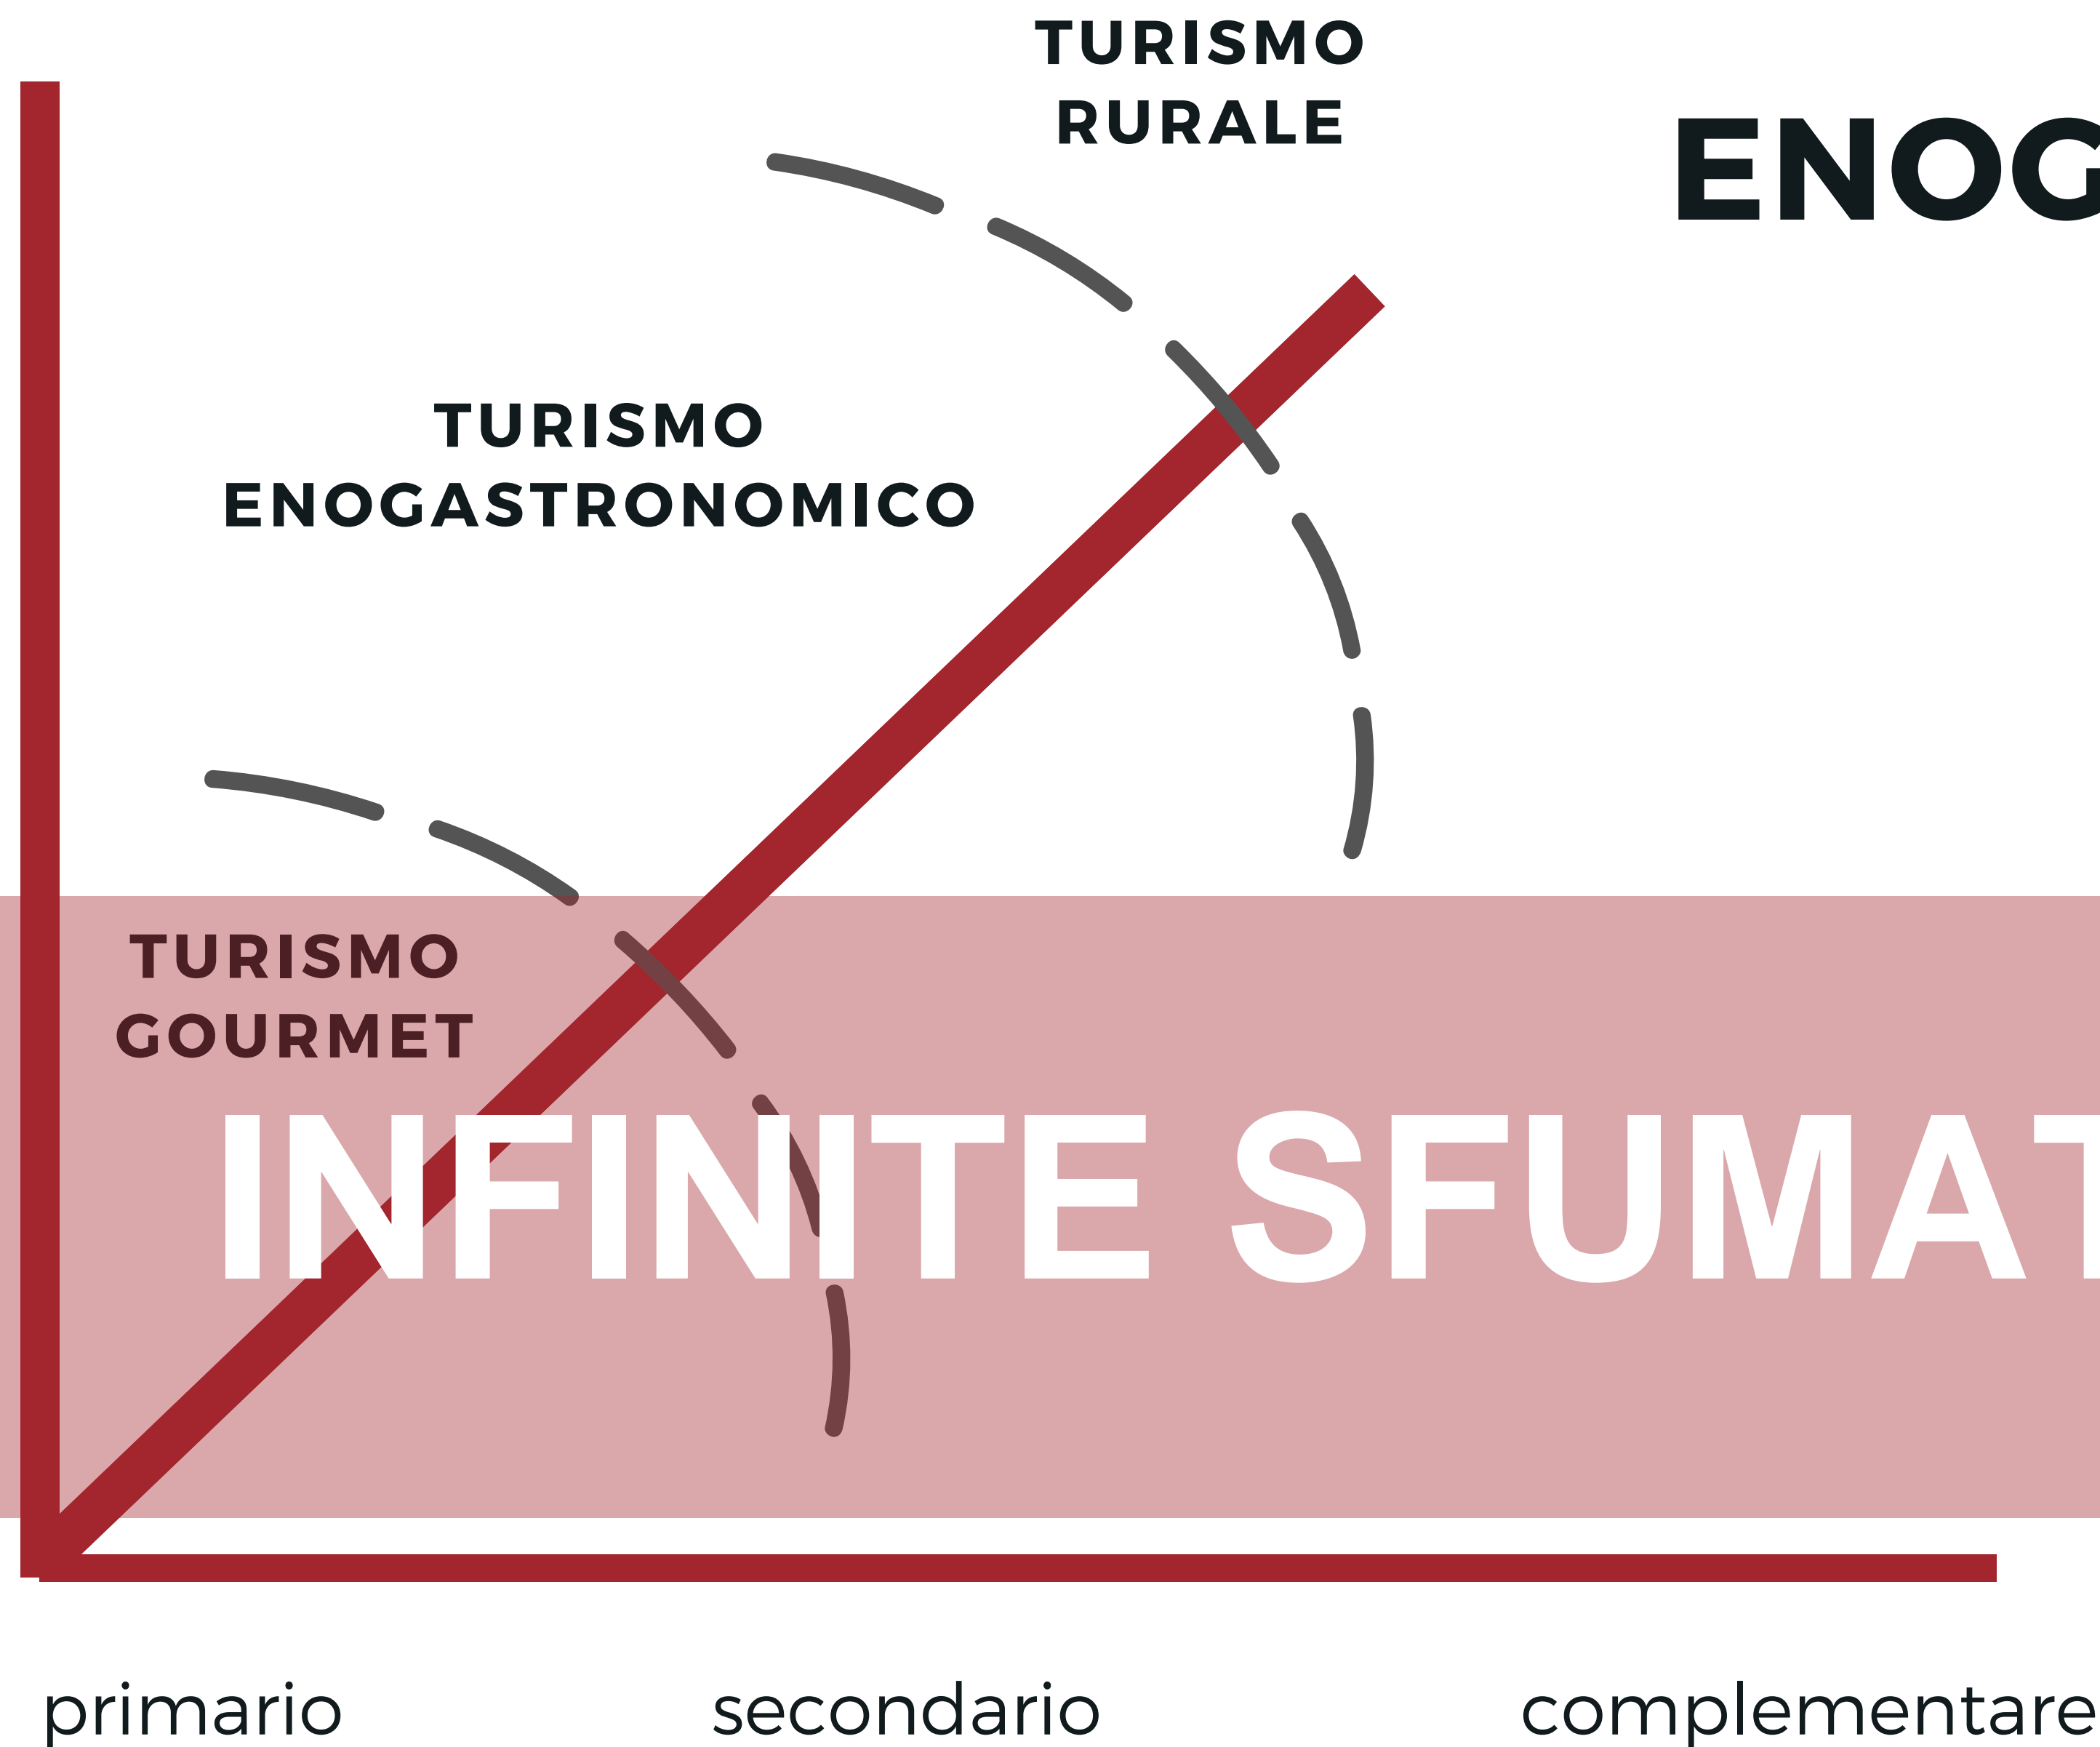 TURISMO
RURALE
ENOG
TURISMO
ENOGASTRONOMICO
TURISMO
GOURMET
INFINITE SFUMAT
primario secondario complementare